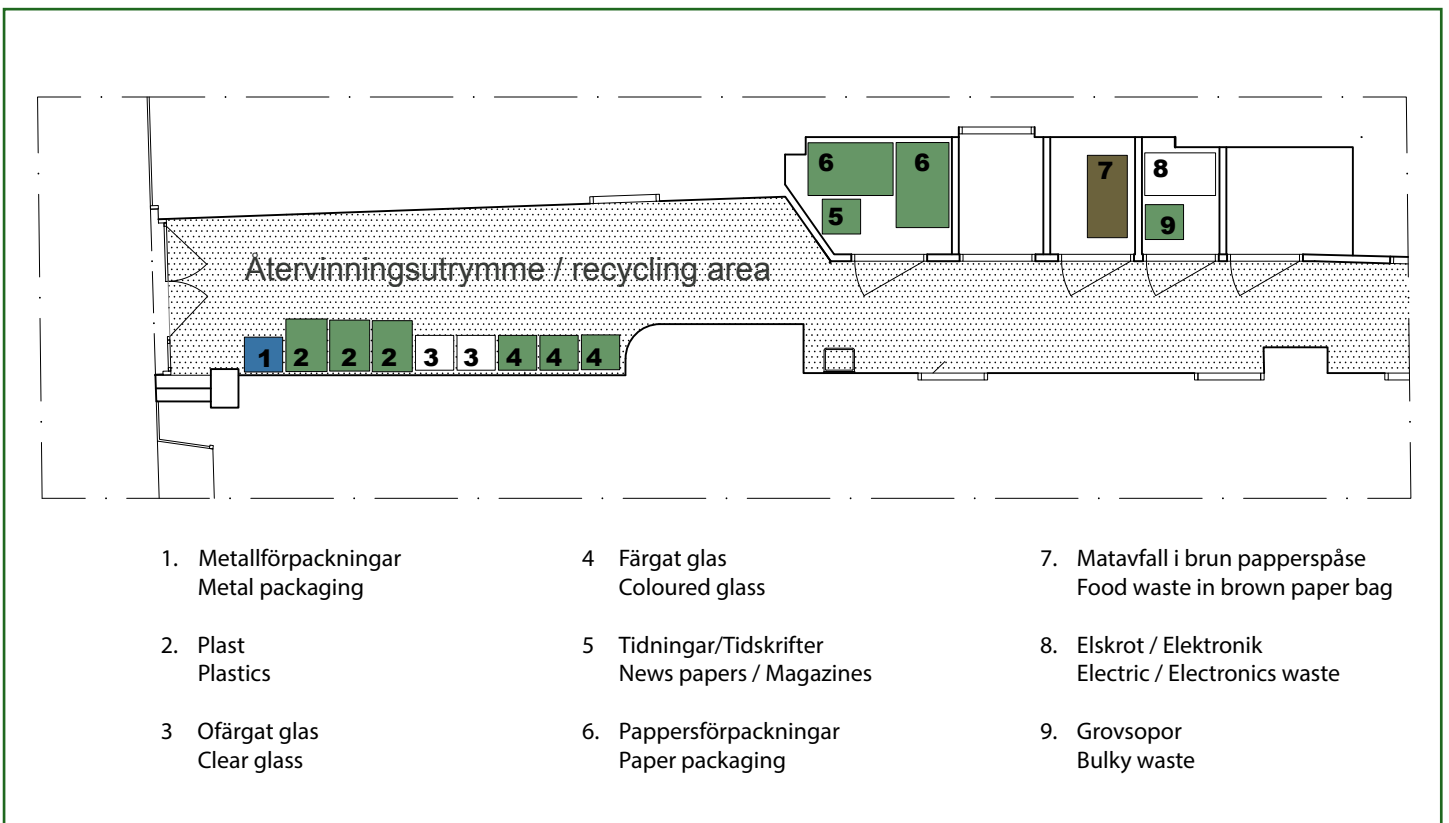 6 6 7 8
5 9
Återvinningsutrymme / recycling area
1 2 2 2 3 3 4 4 4
1. Metallförpackningar
Metal packaging
2. Plast
Plastics
3 Ofärgat glas
Clear glass
4 Färgat glas
Coloured glass
5 Tidningar/Tidskrifter
News papers / Magazines
6. Pappersförpackningar
Paper packaging
7. Matavfall i brun papperspåse
Food waste in brown paper bag
8. Elskrot / Elektronik
Electric / Electronics waste
9. Grovsopor
Bulky waste